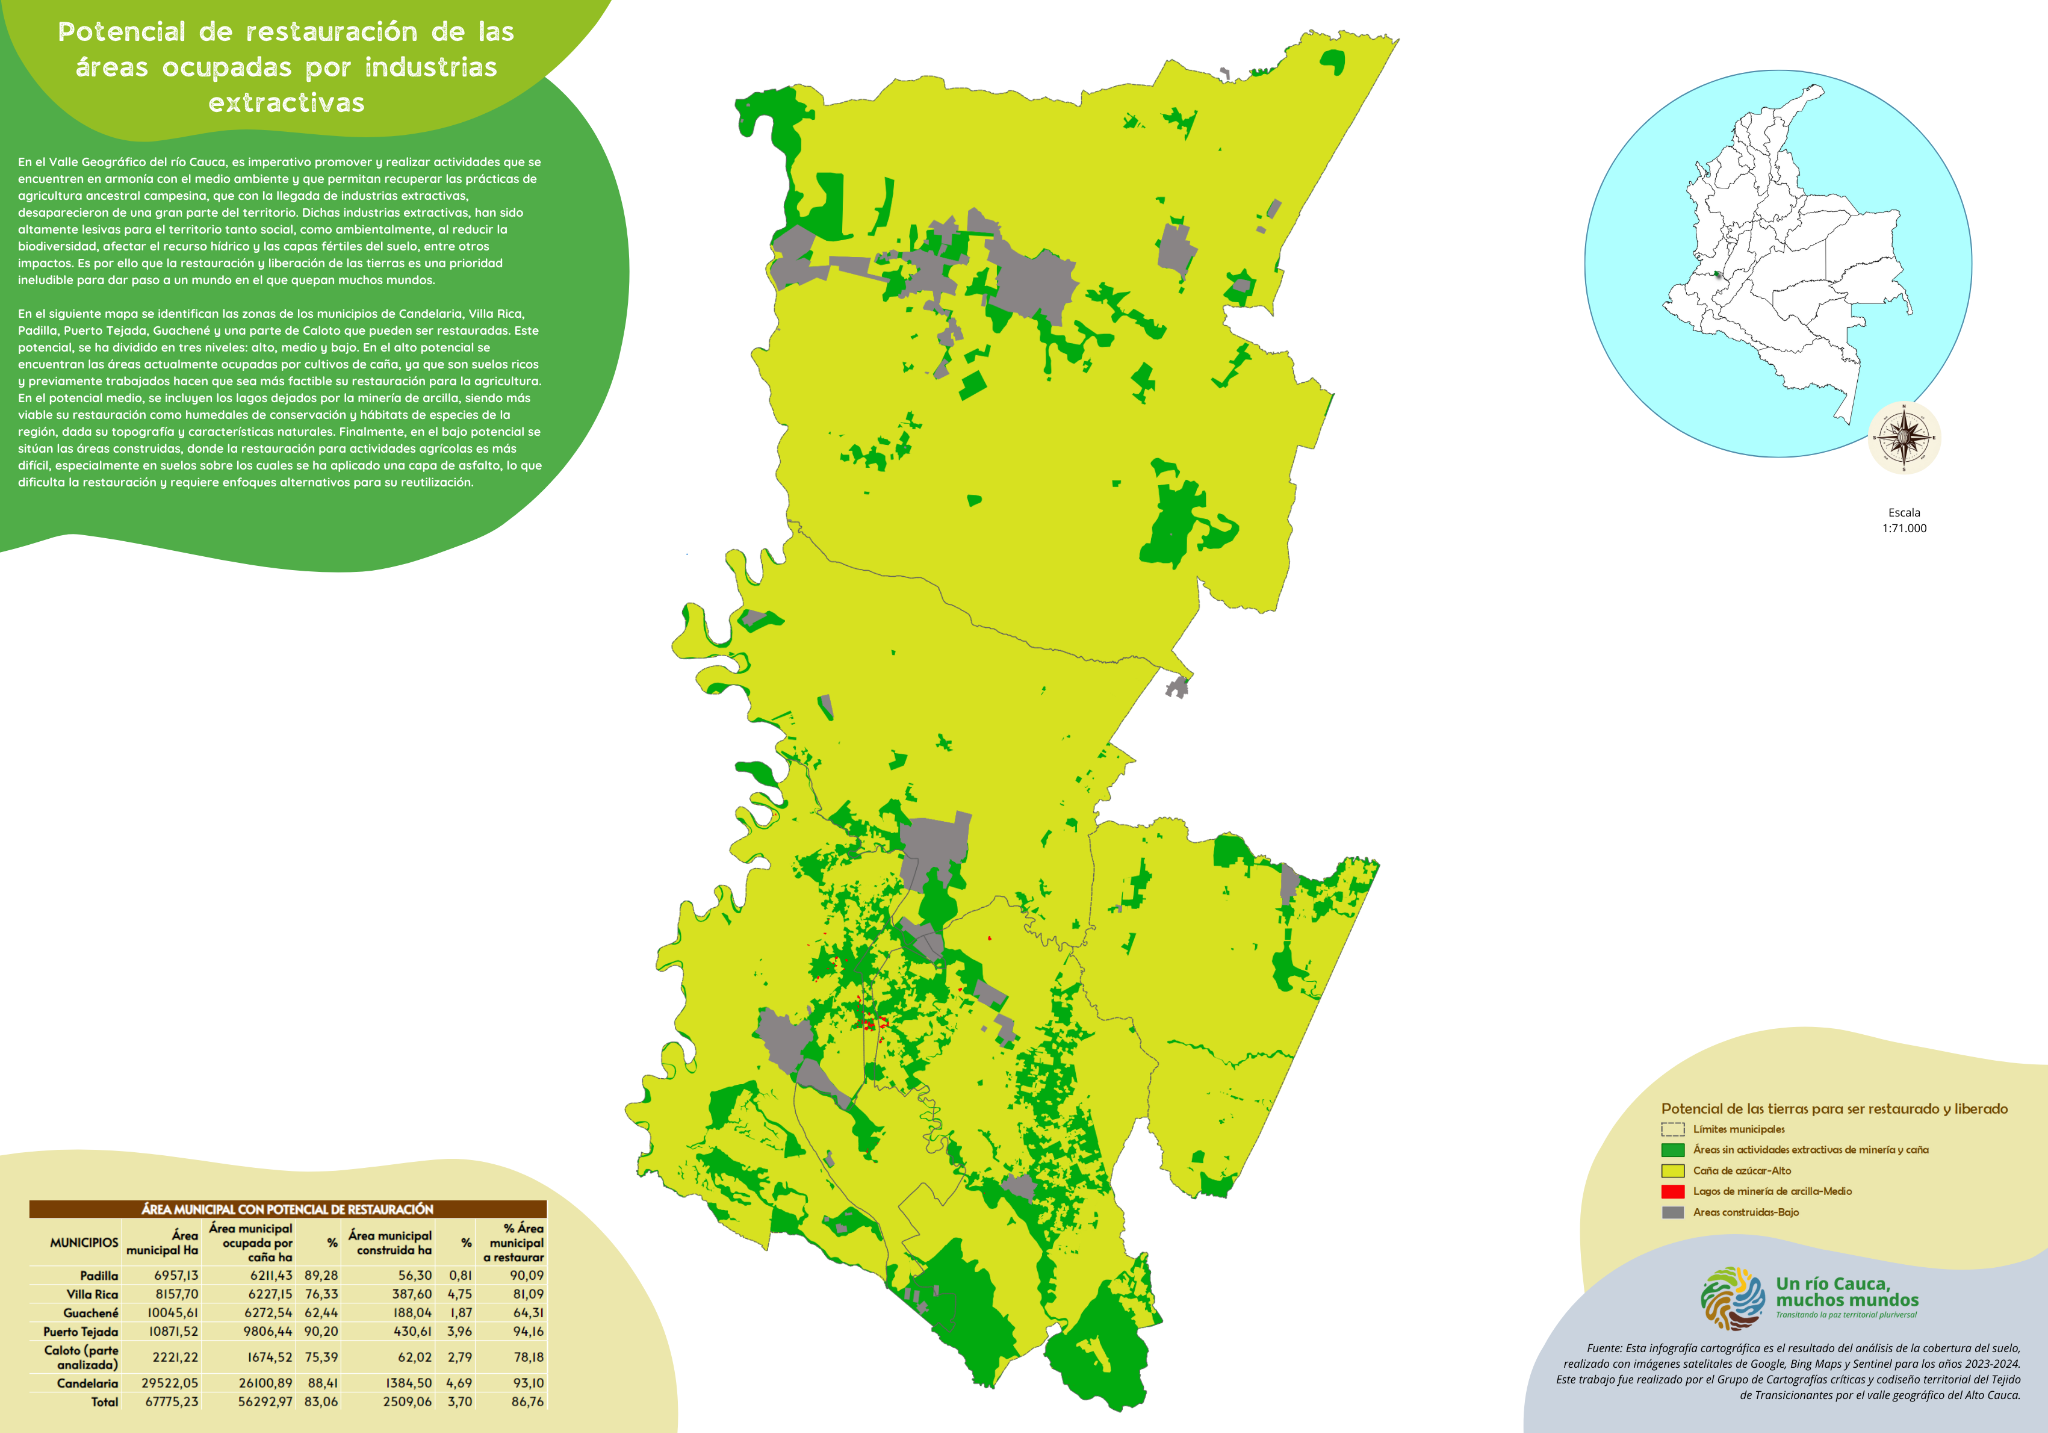 Potencial de restauración de las
áreas ocupadas por industrias
extractivas
En el Valle Geográfico del río Cauca, es imperativo promover y realizar actividades que se
encuentren en armonía con el medio ambiente y que permitan recuperar las prácticas de
agricultura ancestral campesina, que con la llegada de industrias extractivas,
desaparecieron de una gran parte del territorio. Dichas industrias extractivas, han sido
altamente lesivas para el territorio tanto social, como ambientalmente, al reducir la
biodiversidad, afectar el recurso hídrico y las capas fértiles del suelo, entre otros
impactos. Es por ello que la restauración y liberación de las tierras es una prioridad
ineludible para dar paso a un mundo en el que quepan muchos mundos.
En el siguiente mapa se identifican las zonas de los municipios de Candelaria, Villa Rica,
Padilla, Puerto Tejada, Guachené y una parte de Caloto que pueden ser restauradas. Este
potencial, se ha dividido en tres niveles: alto, medio y bajo. En el alto potencial se
encuentran las áreas actualmente ocupadas por cultivos de caña, ya que son suelos ricos
y previamente trabajados hacen que sea más factible su restauración para la agricultura.
En el potencial medio, se incluyen los lagos dejados por la minería de arcilla, siendo más
viable su restauración como humedales de conservación y hábitats de especies de la
región, dada su topografía y características naturales. Finalmente, en el bajo potencial se
sitúan las áreas construidas, donde la restauración para actividades agrícolas es más
difícil, especialmente en suelos sobre los cuales se ha aplicado una capa de asfalto, lo que
dificulta la restauración y requiere enfoques alternativos para su reutilización.
Escala
1:71.000
Potencial de las tierras para ser restaurado y liberado
Límites municipales
Áreas sin actividades extractivas de minería y caña
Caña de azúcar-Alto
Lagos de minería de arcilla-Medio
Areas construidas-Bajo
ÁREA MUNICIPAL CON POTENCIAL DE RESTAURACIÓN
MUNICIPIOS Área municipal Ha Área municipal ocupada por caña ha % Área municipal construida ha % % Área municipal a restaurar
Padilla 6957,13 6211,43 89,28 56,30 0,81 90,09
Villa Rica 8157,70 6227,15 76,33 387,60 4,75 81,09
Guachené 10045,61 6272,54 62,44 188,04 1,87 64,31
Puerto Tejada 10871,52 9806,44 90,20 430,61 3,96 94,16
Caloto (parte analizada) 2221,22 1674,52 75,39 62,02 2,79 78,18
Candelaria 29522,05 26100,89 88,41 1384,50 4,69 93,10
Total 67775,23 56292,97 83,06 2509,06 3,70 86,76
Un río Cauca,
muchos mundos
Transitando la paz territorial pluriversal
Fuente: Esta infografía cartográfica es el resultado del análisis de la cobertura del suelo,
realizado con imágenes satelitales de Google, Bing Maps y Sentinel para los años 2023-2024.
Este trabajo fue realizado por el Grupo de Cartografías críticas y codiseño territorial del Tejido
de Transicionantes por el valle geográfico del Alto Cauca.